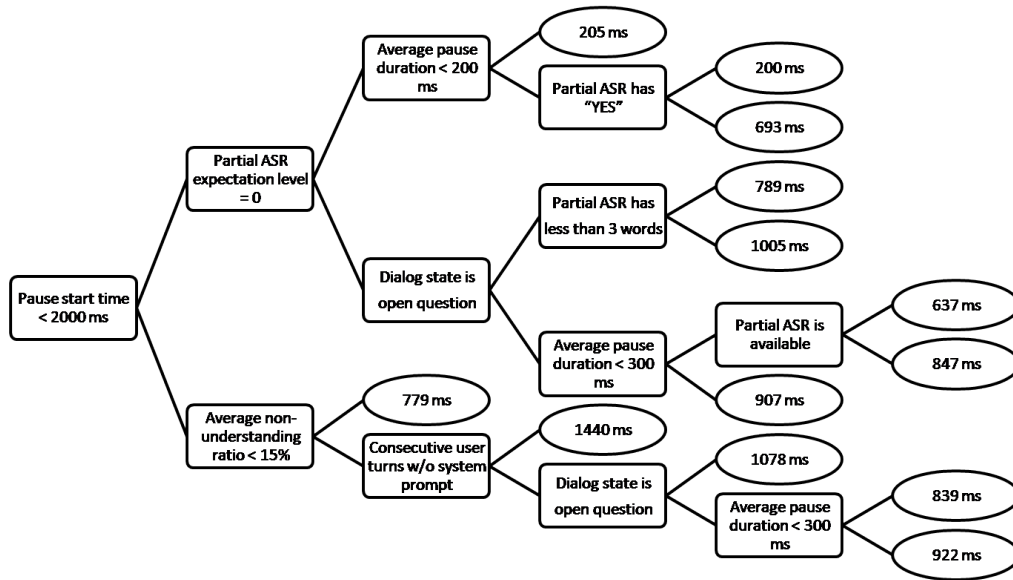 Pause start time
< 2000 ms
Partial ASR
expectation level
= 0
Average pause
duration < 200
ms
205 ms
Partial ASR has
“YES”
200 ms
693 ms
Dialog state is
open question
Partial ASR has
less than 3 words
789 ms
1005 ms
Average pause
duration < 300
ms
Partial ASR is
available
637 ms
847 ms
907 ms
Average non-
understanding
ratio < 15%
779 ms
Consecutive user
turns w/o system
prompt
1440 ms
Dialog state is
open question
1078 ms
Average pause
duration < 300
ms
839 ms
922 ms